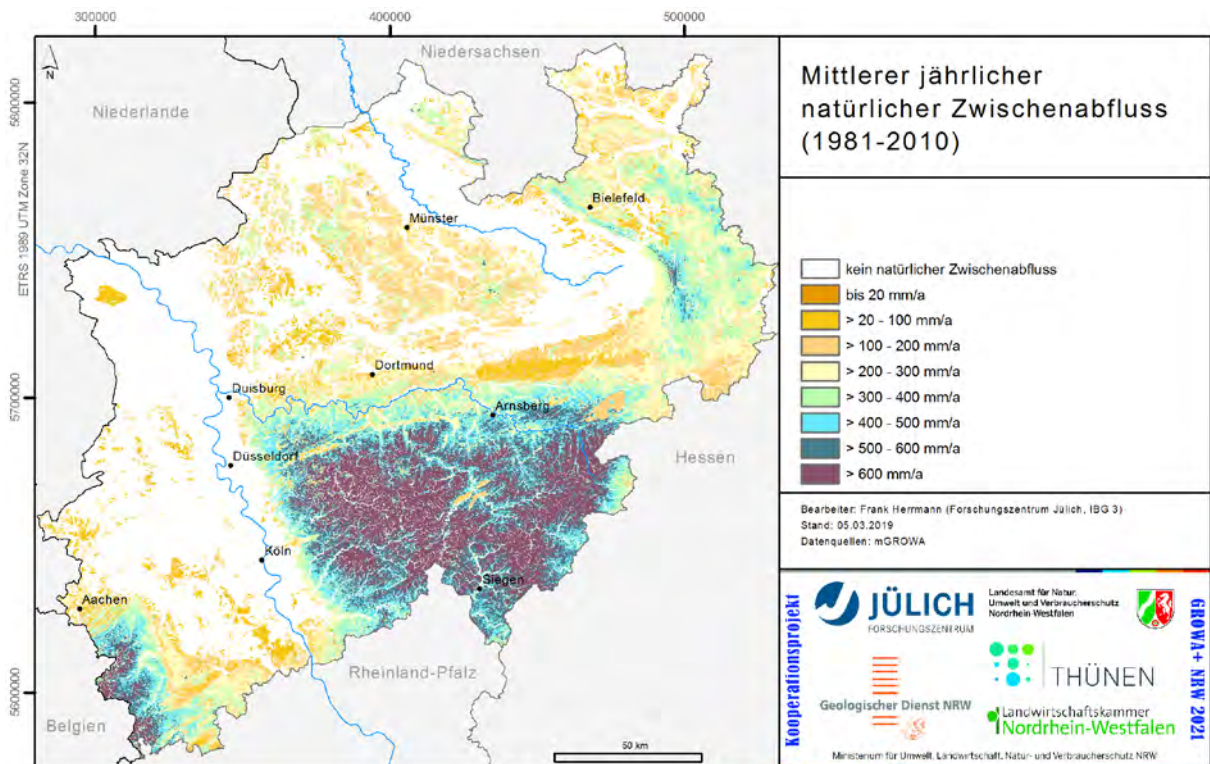 300000
400000
500000
Niedersachsen
Niederlande
N
5800000
ETRS 1989 UTM Zone 32N
Bielefeld
Münster
Dortmund
Duisburg
5700000
Arnsberg
Düsseldorf
Hessen
Köln
Siegen
Aachen
Rheinland-Pfalz
5600000
Belgien
50 km
Mittlerer jährlicher
natürlicher Zwischenabfluss
(1981-2010)
kein natürlicher Zwischenabfluss
bis 20 mm/a
> 20 - 100 mm/a
> 100 - 200 mm/a
> 200 - 300 mm/a
> 300 - 400 mm/a
> 400 - 500 mm/a
> 500 - 600 mm/a
> 600 mm/a
Bearbeiter: Frank Herrmann (Forschungszentrum Jülich, IBG 3)
Stand: 05.03.2019
Datenquellen: mGROWA
Kooperationsprojekt
JÜLICH
FORSCHUNGSZENTRUM
Landesamt für Natur,
Umwelt und Verbraucherschutz
Nordrhein-Westfalen
GROWA+ NRW 2021
THÜNEN
Geologischer Dienst NRW
Landwirtschaftskammer
Nordrhein-Westfalen
Ministerium für Umwelt, Landwirtschaft, Natur- und Verbraucherschutz NRW